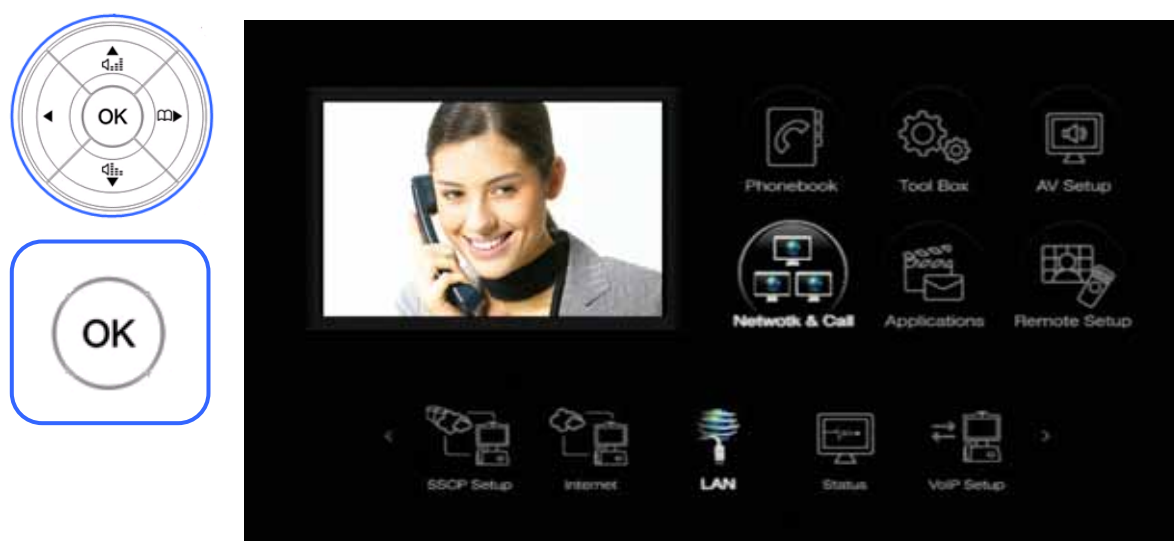 OK
OK
Phonebook Tool Box AV Setup
Netwotk & Call Applications Remote Setup
SSCP Setup Internet LAN Status VoIP Setup